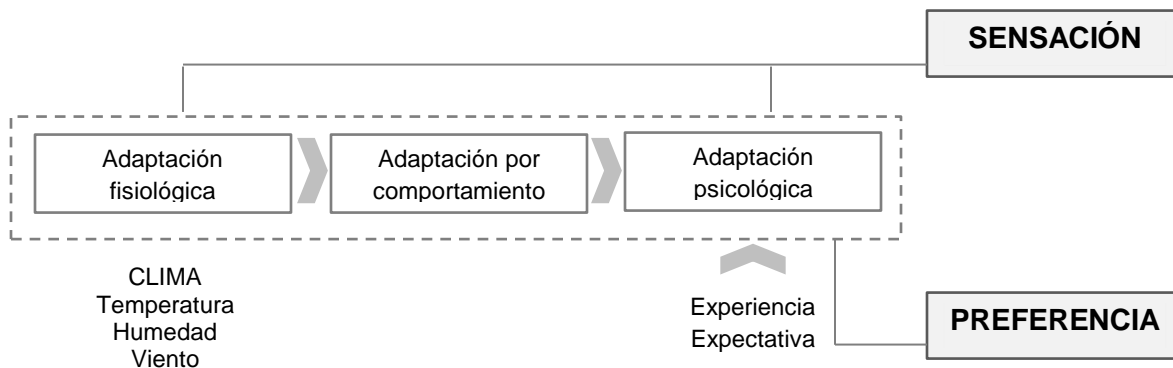 SENSACIÓN
Adaptación
fisiológica
Adaptación por
comportamiento
Adaptación
psicológica
CLIMA
Temperatura
Humedad
Viento
Experiencia
Expectativa
PREFERENCIA